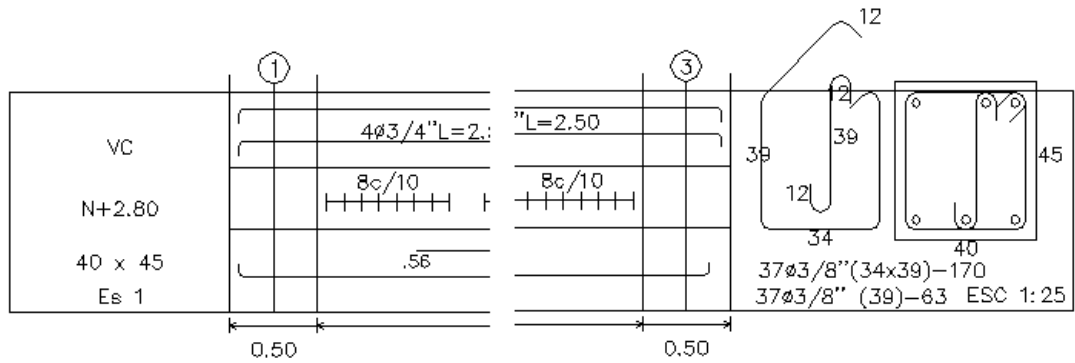 12
1
3
12
4ø3/4"L=2.
"L=2.50
VC
39
39
45
8c/10
8c/10
12
N+2.80
34
40
40 x 45
.56
37ø3/8"(34x39)-170
Es 1
37ø3/8" (39)-63 ESC 1:25
0.50
0.50